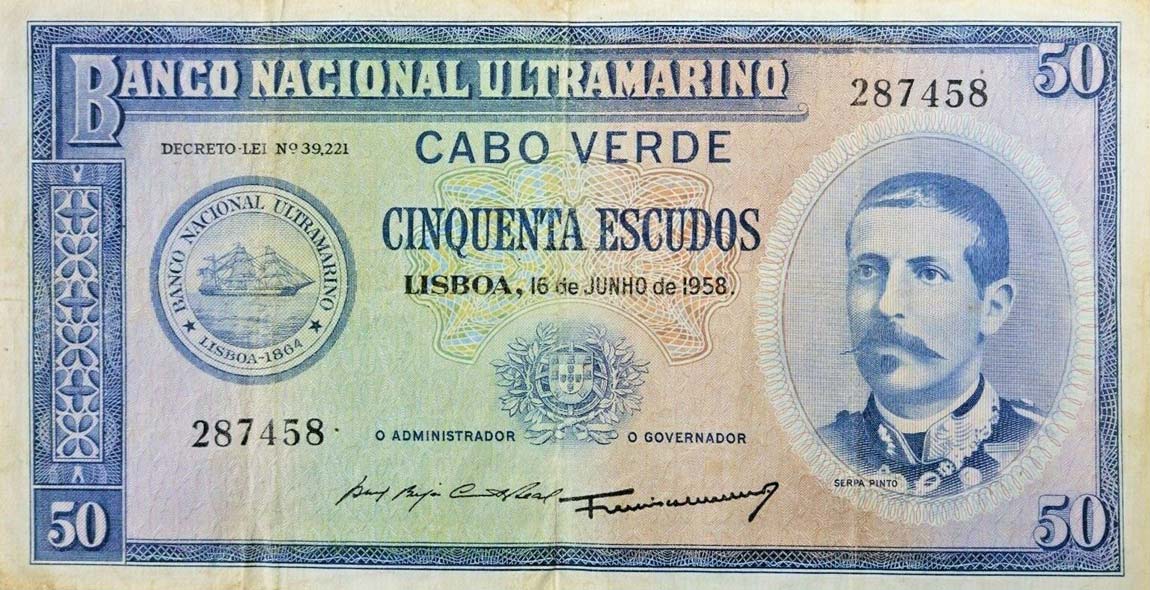 BANCO NACIONAL ULTRAMARINO
287458
50
DECRETO-LEI Nº 39,221
CABO VERDE
BANCO NACIONAL ULTRAMARINO
LISBOA-1864
CINQUENTA ESCUDOS
LISBOA, 16 de JUNHO de 1958.
287458
O ADMINISTRADOR
O GOVERNADOR
SERPA PINTO
50
50